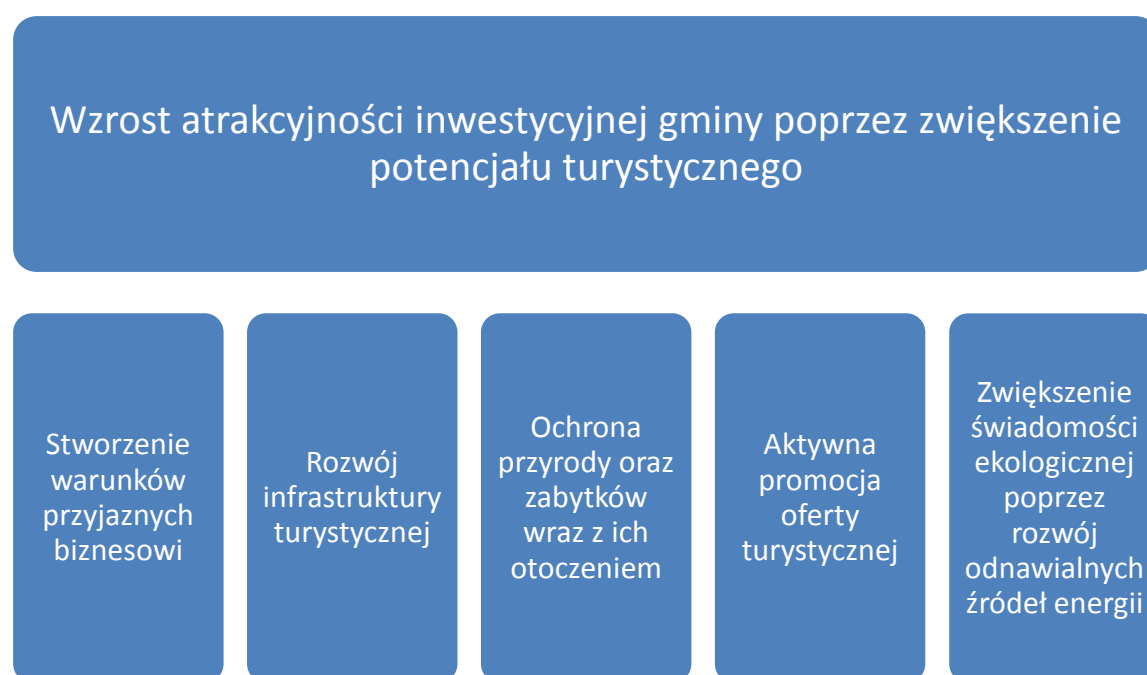 Wzrost atrakcyjności inwestycyjnej gminy poprzez zwiększenie
potencjału turystycznego
Stworzenie
warunków
przyjaznych
biznesowi
Rozwój
infrastruktury
turystycznej
Ochrona
przyrody oraz
zabytków
wraz z ich
otoczeniem
Aktywna
promocja
oferty
turystycznej
Zwiększenie
świadomości
ekologicznej
poprzez
rozwój
odnawialnych
źródeł energii